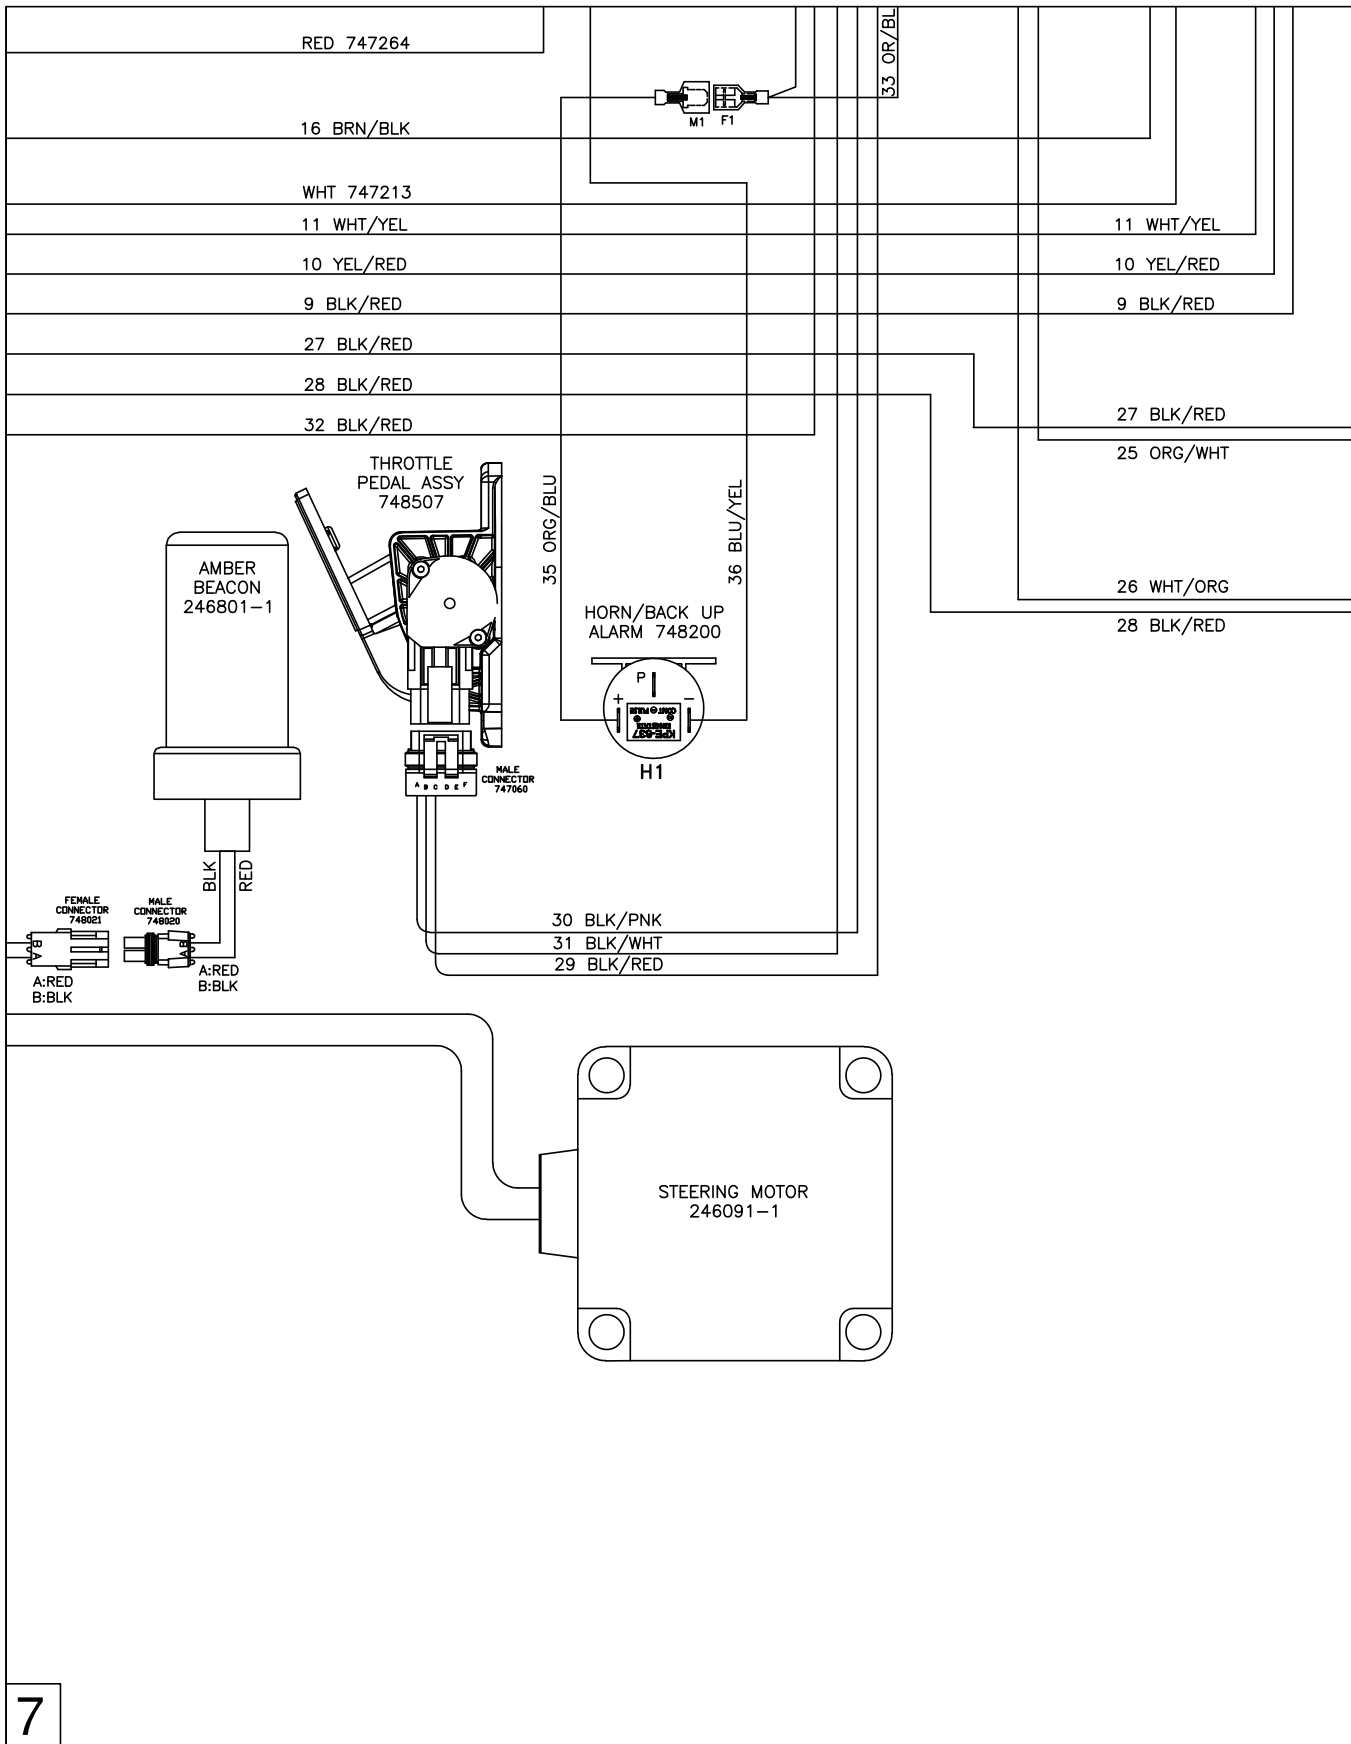 RED 747264
33 OR/BL
M1
F1
16 BRN/BLK
WHT 747213
11 WHT/YEL
11 WHT/YEL
10 YEL/RED
10 YEL/RED
9 BLK/RED
9 BLK/RED
27 BLK/RED
28 BLK/RED
32 BLK/RED
27 BLK/RED
25 ORG/WHT
THROTTLE
PEDAL ASSY
748507
35 ORG/BLU
36 BLU/YEL
AMBER
BEACON
246801-1
26 WHT/ORG
28 BLK/RED
HORN/BACK UP
ALARM 748200
P
+
-
CONT PULSE
KPE-637
H1
MALE
CONNECTOR
747060
A B C D E F
BLK
RED
FEMALE
CONNECTOR
748021
MALE
CONNECTOR
748020
B
A
B
A
A:RED
B:BLK
A:RED
B:BLK
30 BLK/PNK
31 BLK/WHT
29 BLK/RED
STEERING MOTOR
246091-1
7